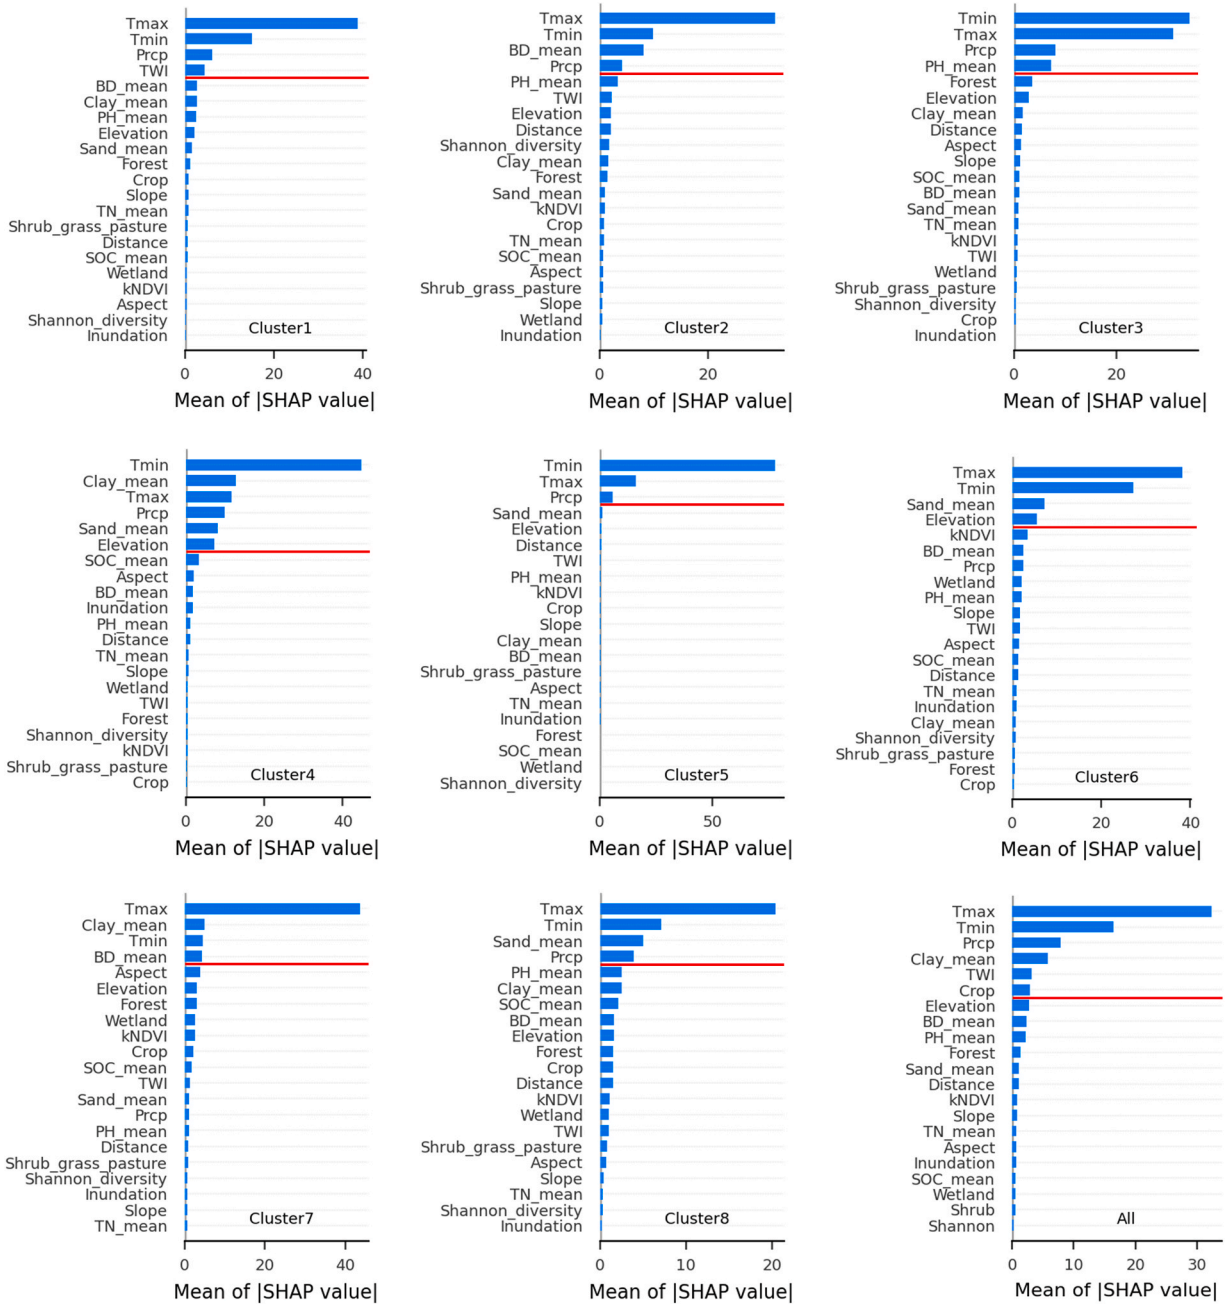 Tmax
Tmin
Prcp
TWI
BD_mean
Clay_mean
PH_mean
Elevation
Sand_mean
Forest
Crop
Slope
TN_mean
Shrub_grass_pasture
Distance
SOC_mean
Wetland
kNDVI
Aspect
Shannon_diversity
Inundation
Cluster1
0 20 40
Mean of |SHAP value|
Tmax
Tmin
BD_mean
Prcp
PH_mean
TWI
Elevation
Distance
Shannon_diversity
Clay_mean
Forest
Sand_mean
kNDVI
Crop
TN_mean
SOC_mean
Aspect
Shrub_grass_pasture
Slope
Wetland
Inundation
Cluster2
0 20
Mean of |SHAP value|
Tmin
Tmax
Prcp
PH_mean
Forest
Elevation
Clay_mean
Distance
Aspect
Slope
SOC_mean
BD_mean
Sand_mean
TN_mean
kNDVI
TWI
Wetland
Shrub_grass_pasture
Shannon_diversity
Crop
Inundation
Cluster3
0 20
Mean of |SHAP value|
Tmin
Clay_mean
Tmax
Prcp
Sand_mean
Elevation
SOC_mean
Aspect
BD_mean
Inundation
PH_mean
Distance
TN_mean
Slope
Wetland
TWI
Forest
Shannon_diversity
kNDVI
Shrub_grass_pasture
Crop
Cluster4
0 20 40
Mean of |SHAP value|
Tmin
Tmax
Prcp
Sand_mean
Elevation
Distance
TWI
PH_mean
kNDVI
Crop
Slope
Clay_mean
BD_mean
Shrub_grass_pasture
Aspect
TN_mean
Inundation
Forest
SOC_mean
Wetland
Shannon_diversity
Cluster5
0 50
Mean of |SHAP value|
Tmax
Tmin
Sand_mean
Elevation
kNDVI
BD_mean
Prcp
Wetland
PH_mean
Slope
TWI
Aspect
SOC_mean
Distance
TN_mean
Inundation
Clay_mean
Shannon_diversity
Shrub_grass_pasture
Forest
Crop
Cluster6
0 20 40
Mean of |SHAP value|
Tmax
Clay_mean
Tmin
BD_mean
Aspect
Elevation
Forest
Wetland
kNDVI
Crop
SOC_mean
TWI
Sand_mean
Prcp
PH_mean
Distance
Shrub_grass_pasture
Shannon_diversity
Inundation
Slope
TN_mean
Cluster7
0 20 40
Mean of |SHAP value|
Tmax
Tmin
Sand_mean
Prcp
PH_mean
Clay_mean
SOC_mean
BD_mean
Elevation
Forest
Crop
Distance
kNDVI
Wetland
TWI
Shrub_grass_pasture
Aspect
Slope
TN_mean
Shannon_diversity
Inundation
Cluster8
0 10 20
Mean of |SHAP value|
Tmax
Tmin
Prcp
Clay_mean
TWI
Crop
Elevation
BD_mean
PH_mean
Forest
Sand_mean
Distance
kNDVI
Slope
TN_mean
Aspect
Inundation
SOC_mean
Wetland
Shrub
Shannon
All
0 10 20 30
Mean of |SHAP value|